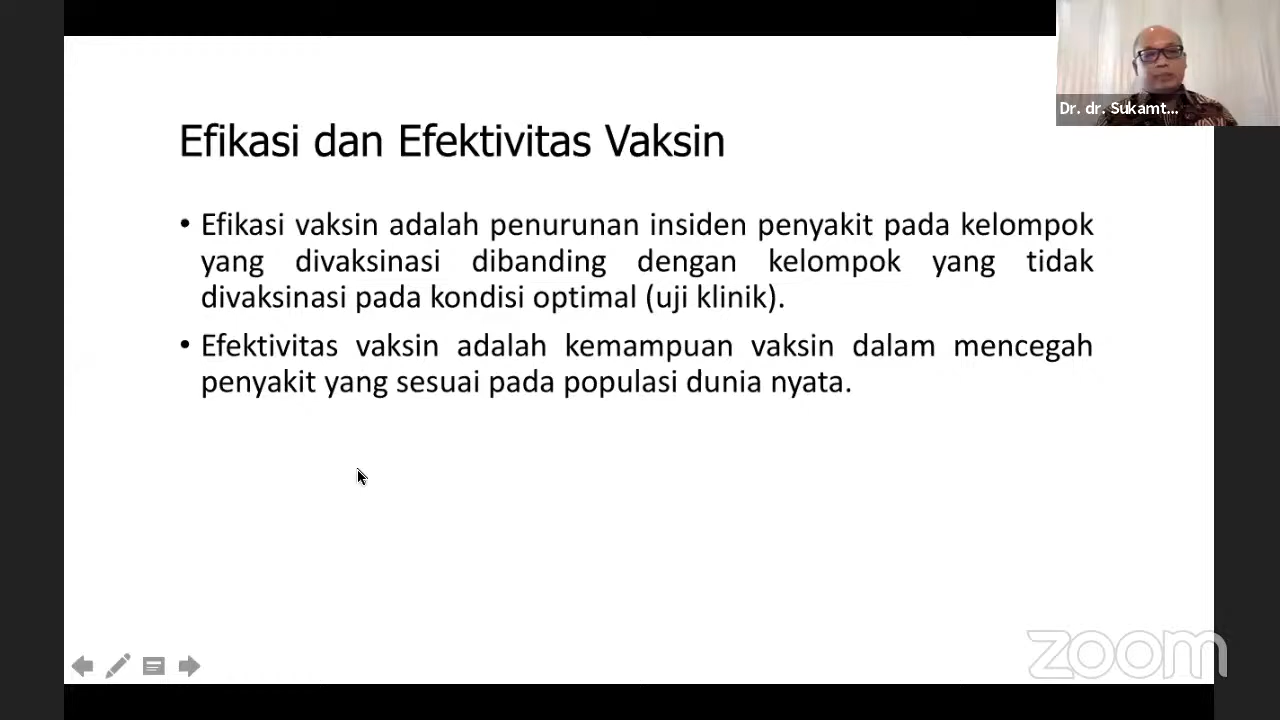 Dr. dr. Sukamt...
Efikasi dan Efektivitas Vaksin
• Efikasi vaksin adalah penurunan insiden penyakit pada kelompok
yang divaksinasi dibanding dengan kelompok yang tidak
divaksinasi pada kondisi optimal (uji klinik).
• Efektivitas vaksin adalah kemampuan vaksin dalam mencegah
penyakit yang sesuai pada populasi dunia nyata.
zoom